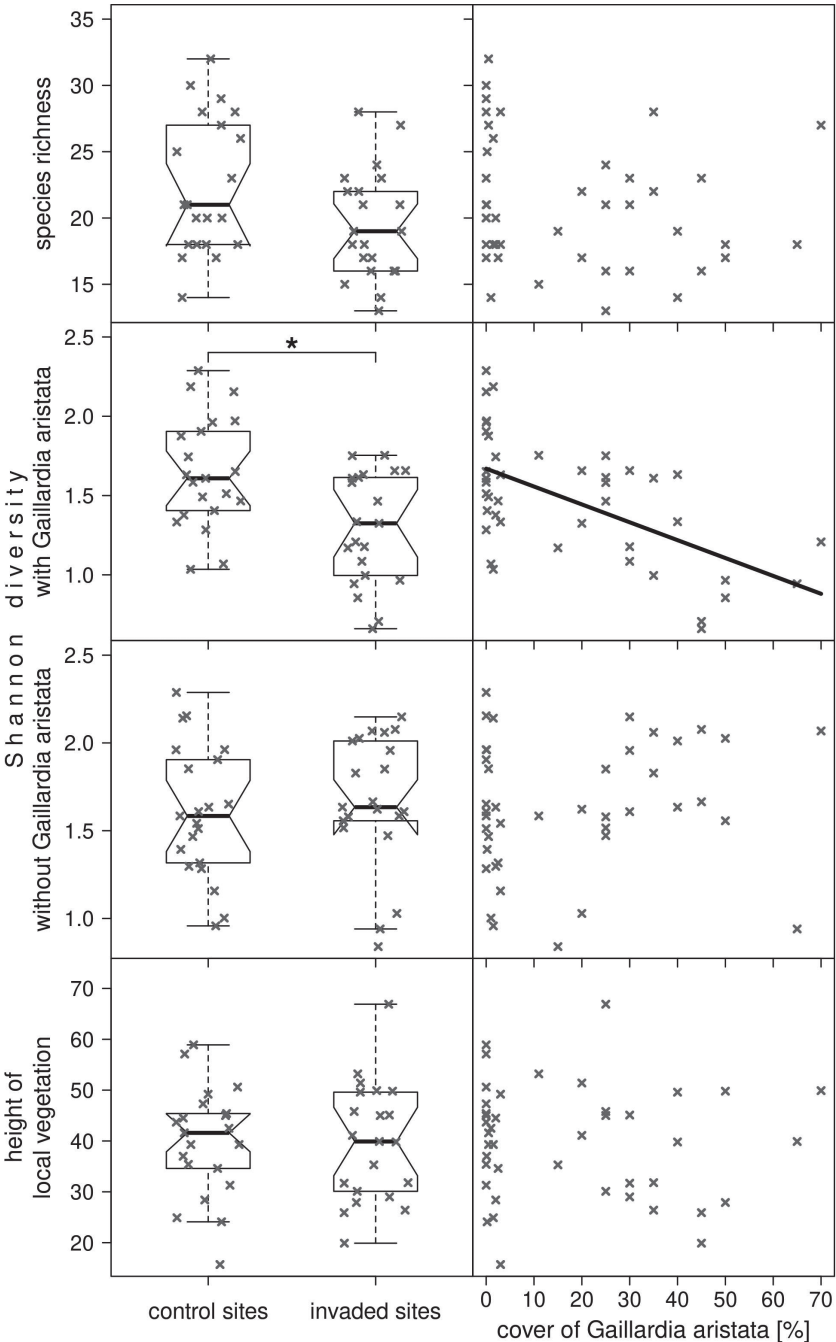 35
30
25
20
15
species richness
*
2.5
2.0
1.5
1.0
with Gaillardia aristata
Shannon diversity
2.5
2.0
1.5
1.0
without Gaillardia aristata
70
60
50
40
30
20
height of
local vegetation
control sites
invaded sites
0 10 20 30 40 50 60 70
cover of Gaillardia aristata [%]